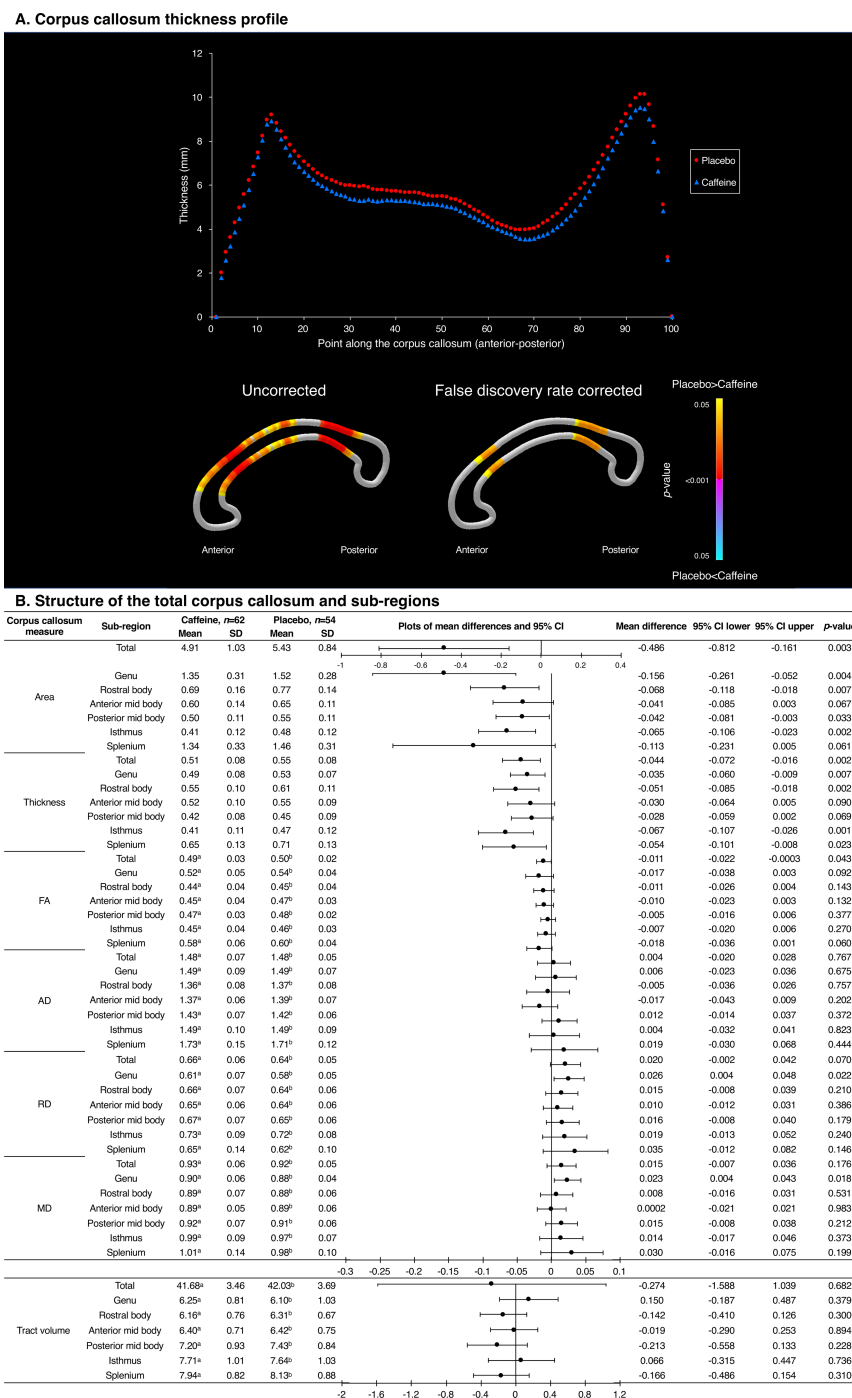 A. Corpus callosum thickness profile
12
10
8
6
4
2
0
Thickness (mm)
Placebo
Caffeine
0 10 20 30 40 50 60 70 80 90 100
Point along the corpus callosum (anterior-posterior)
Uncorrected
False discovery rate corrected
Placebo>Caffeine
0.05
<0.001
0.05
p-value
Placebo<Caffeine
Anterior Posterior
Anterior Posterior
B. Structure of the total corpus callosum and sub-regions
Corpus callosum measure Sub-region Caffeine, n=62 Placebo, n=54 Plots of mean differences and 95% CI Mean difference 95% CI lower 95% CI upper p-value
Mean SD Mean SD
Total 4.91 1.03 5.43 0.84 -0.486 -0.812 -0.161 0.003
-1 -0.8 -0.6 -0.4 -0.2 0 0.2 0.4
Area
Genu 1.35 0.31 1.52 0.28 -0.156 -0.261 -0.052 0.004
Rostral body 0.69 0.16 0.77 0.14 -0.068 -0.118 -0.018 0.007
Anterior mid body 0.60 0.14 0.65 0.11 -0.041 -0.085 0.003 0.067
Posterior mid body 0.50 0.11 0.55 0.11 -0.042 -0.081 -0.003 0.033
Isthmus 0.41 0.12 0.48 0.12 -0.065 -0.106 -0.023 0.002
Splenium 1.34 0.33 1.46 0.31 -0.113 -0.231 0.005 0.061
Thickness
Total 0.51 0.08 0.55 0.08 -0.044 -0.072 -0.016 0.002
Genu 0.49 0.08 0.53 0.07 -0.035 -0.060 -0.009 0.007
Rostral body 0.55 0.10 0.61 0.11 -0.051 -0.085 -0.018 0.002
Anterior mid body 0.52 0.10 0.55 0.09 -0.030 -0.064 0.005 0.090
Posterior mid body 0.42 0.08 0.45 0.09 -0.028 -0.059 0.002 0.069
Isthmus 0.41 0.11 0.47 0.12 -0.067 -0.107 -0.026 0.001
Splenium 0.65 0.13 0.71 0.13 -0.054 -0.101 -0.008 0.023
FA
Total 0.49ᵃ 0.03 0.50ᵇ 0.02 -0.011 -0.022 -0.0003 0.043
Genu 0.52ᵃ 0.05 0.54ᵇ 0.04 -0.017 -0.038 0.003 0.092
Rostral body 0.44ᵃ 0.04 0.45ᵇ 0.04 -0.011 -0.026 0.004 0.143
Anterior mid body 0.45ᵃ 0.04 0.47ᵇ 0.03 -0.010 -0.023 0.003 0.132
Posterior mid body 0.47ᵃ 0.03 0.48ᵇ 0.02 -0.005 -0.016 0.006 0.377
Isthmus 0.45ᵃ 0.04 0.46ᵇ 0.03 -0.007 -0.020 0.006 0.270
Splenium 0.58ᵃ 0.06 0.60ᵇ 0.04 -0.018 -0.036 0.001 0.060
AD
Total 1.48ᵃ 0.07 1.48ᵇ 0.05 0.004 -0.020 0.028 0.767
Genu 1.49ᵃ 0.09 1.49ᵇ 0.07 0.006 -0.023 0.036 0.675
Rostral body 1.36ᵃ 0.08 1.37ᵇ 0.08 -0.005 -0.036 0.026 0.757
Anterior mid body 1.37ᵃ 0.06 1.39ᵇ 0.07 -0.017 -0.043 0.009 0.202
Posterior mid body 1.43ᵃ 0.07 1.42ᵇ 0.06 0.012 -0.014 0.037 0.372
Isthmus 1.49ᵃ 0.10 1.49ᵇ 0.09 0.004 -0.032 0.041 0.823
Splenium 1.73ᵃ 0.15 1.71ᵇ 0.12 0.019 -0.030 0.068 0.444
RD
Total 0.66ᵃ 0.06 0.64ᵇ 0.05 0.020 -0.002 0.042 0.070
Genu 0.61ᵃ 0.07 0.58ᵇ 0.05 0.026 0.004 0.048 0.022
Rostral body 0.66ᵃ 0.07 0.64ᵇ 0.06 0.015 -0.008 0.039 0.210
Anterior mid body 0.65ᵃ 0.06 0.64ᵇ 0.06 0.010 -0.012 0.031 0.386
Posterior mid body 0.67ᵃ 0.07 0.65ᵇ 0.06 0.016 -0.008 0.040 0.179
Isthmus 0.73ᵃ 0.09 0.72ᵇ 0.08 0.019 -0.013 0.052 0.240
Splenium 0.65ᵃ 0.14 0.62ᵇ 0.10 0.035 -0.012 0.082 0.146
MD
Total 0.93ᵃ 0.06 0.92ᵇ 0.05 0.015 -0.007 0.036 0.176
Genu 0.90ᵃ 0.06 0.88ᵇ 0.04 0.023 0.004 0.043 0.018
Rostral body 0.89ᵃ 0.07 0.88ᵇ 0.06 0.008 -0.016 0.031 0.531
Anterior mid body 0.89ᵃ 0.05 0.89ᵇ 0.06 0.0002 -0.021 0.021 0.983
Posterior mid body 0.92ᵃ 0.07 0.91ᵇ 0.06 0.015 -0.008 0.038 0.212
Isthmus 0.99ᵃ 0.09 0.97ᵇ 0.07 0.014 -0.017 0.046 0.373
Splenium 1.01ᵃ 0.14 0.98ᵇ 0.10 0.030 -0.016 0.075 0.199
-0.3 -0.25 -0.2 -0.15 -0.1 -0.05 0 0.05 0.1
Tract volume
Total 41.68ᵃ 3.46 42.03ᵇ 3.69 -0.274 -1.588 1.039 0.682
Genu 6.25ᵃ 0.81 6.10ᵇ 1.03 0.150 -0.187 0.487 0.379
Rostral body 6.16ᵃ 0.76 6.31ᵇ 0.67 -0.142 -0.410 0.126 0.300
Anterior mid body 6.40ᵃ 0.71 6.42ᵇ 0.75 -0.019 -0.290 0.253 0.894
Posterior mid body 7.20ᵃ 0.93 7.43ᵇ 0.84 -0.213 -0.558 0.133 0.228
Isthmus 7.71ᵃ 1.01 7.64ᵇ 1.03 0.066 -0.315 0.447 0.736
Splenium 7.94ᵃ 0.82 8.13ᵇ 0.88 -0.166 -0.486 0.154 0.310
-2 -1.6 -1.2 -0.8 -0.4 0 0.4 0.8 1.2